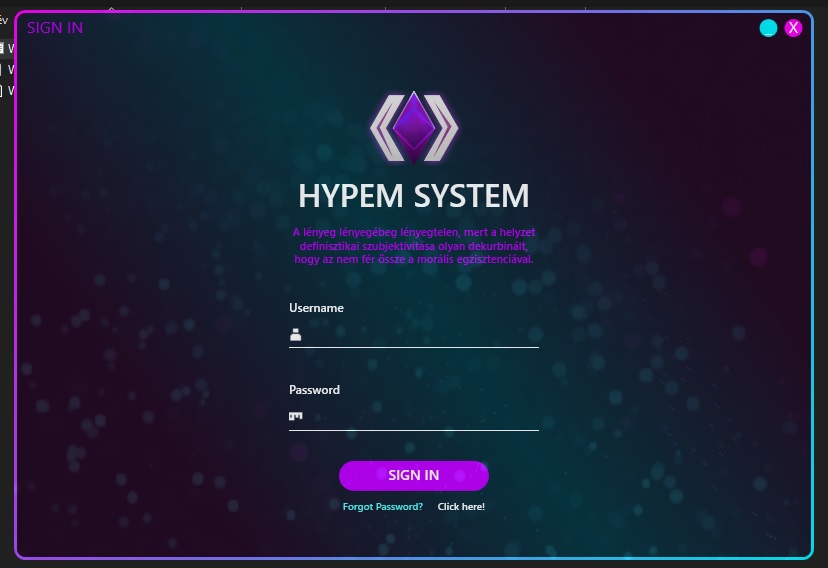 év
SIGN IN
X
W
W
W
HYPEM SYSTEM
A lényeg lényegébeg lényegtelen, mert a helyzet
definisztikai szubjektivitása olyan dekurbinált,
hogy az nem fér össze a morális egzisztenciával.
Username
Password
SIGN IN
Forgot Password? Click here!